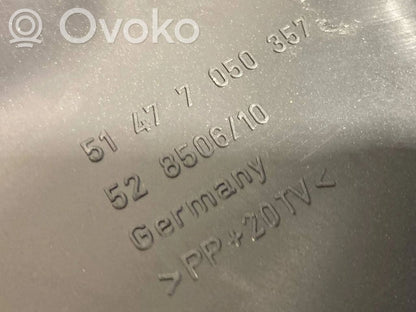 Ovoko
51 47 7 050 357
52 8506/10
Germany
>PP+20TV<